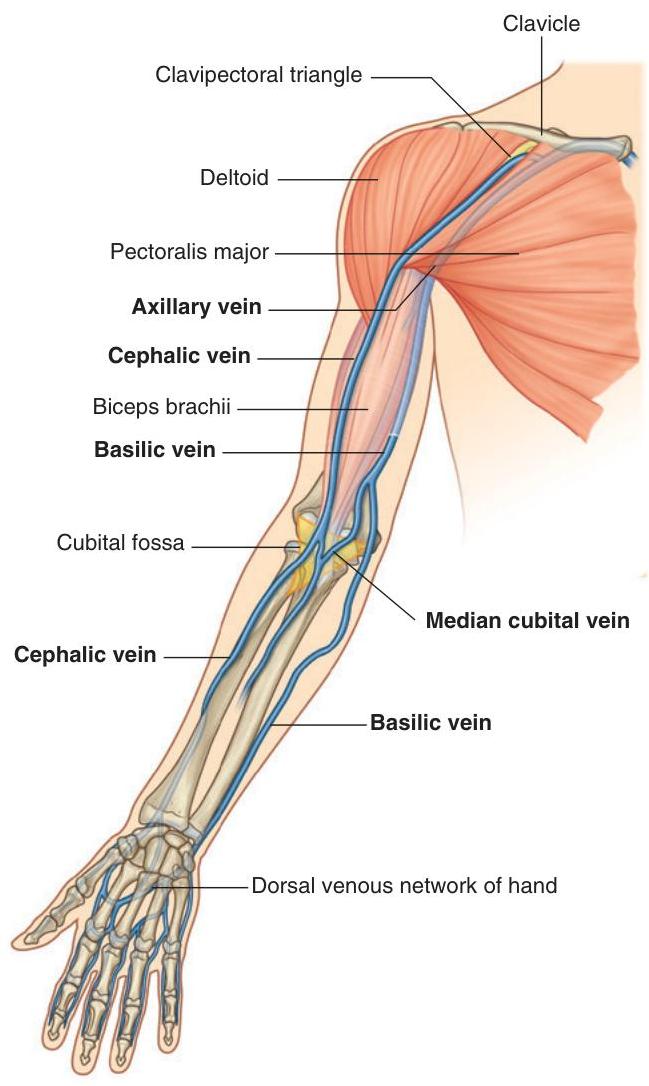 Clavicle
Clavipectoral triangle
Deltoid
Pectoralis major
Axillary vein
Cephalic vein
Biceps brachii
Basilic vein
Cubital fossa
Median cubital vein
Cephalic vein
Basilic vein
Dorsal venous network of hand